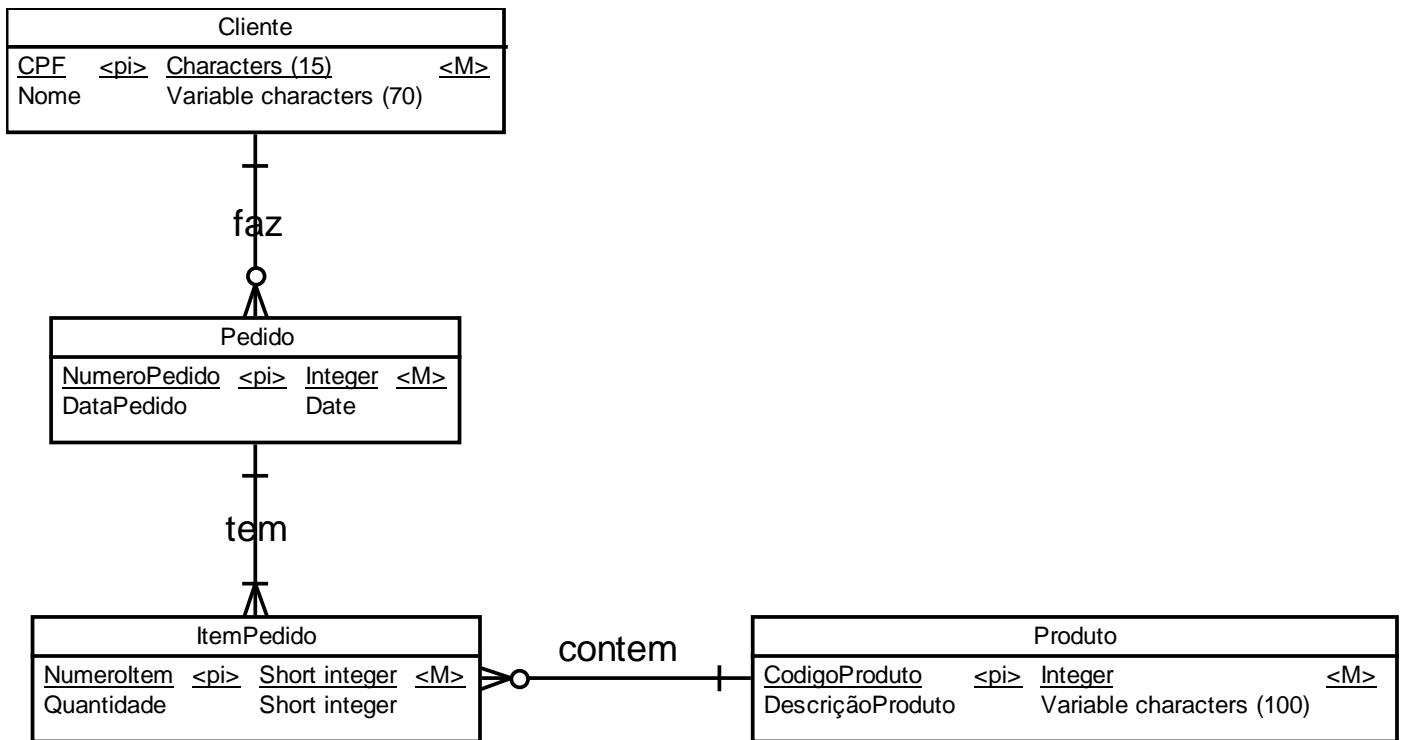 Cliente
CPF <pi> Characters (15) <M>
Nome Variable characters (70)
faz
Pedido
NumeroPedido <pi> Integer <M>
DataPedido Date
tem
ItemPedido
NumeroItem <pi> Short integer <M>
Quantidade Short integer
contem
Produto
CodigoProduto <pi> Integer <M>
DescriçãoProduto Variable characters (100)